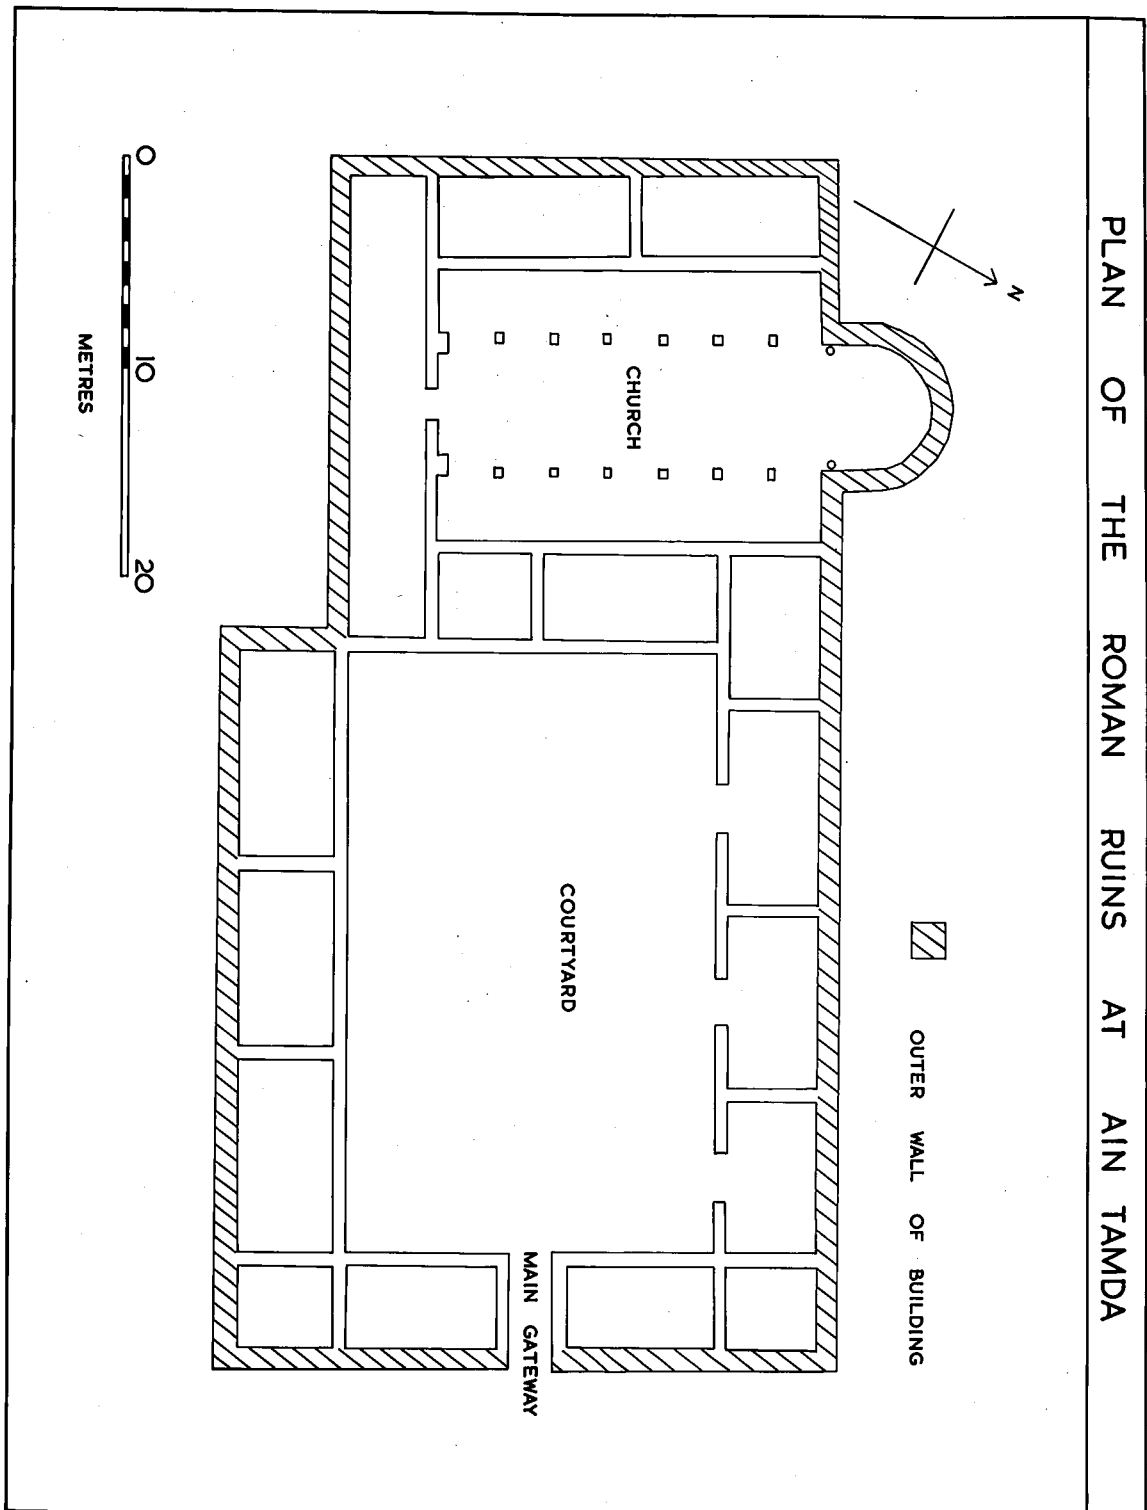 PLAN OF THE ROMAN RUINS AT AIN TAMDA
N
OUTER WALL OF BUILDING
CHURCH
COURTYARD
MAIN GATEWAY
0 10 20
METRES